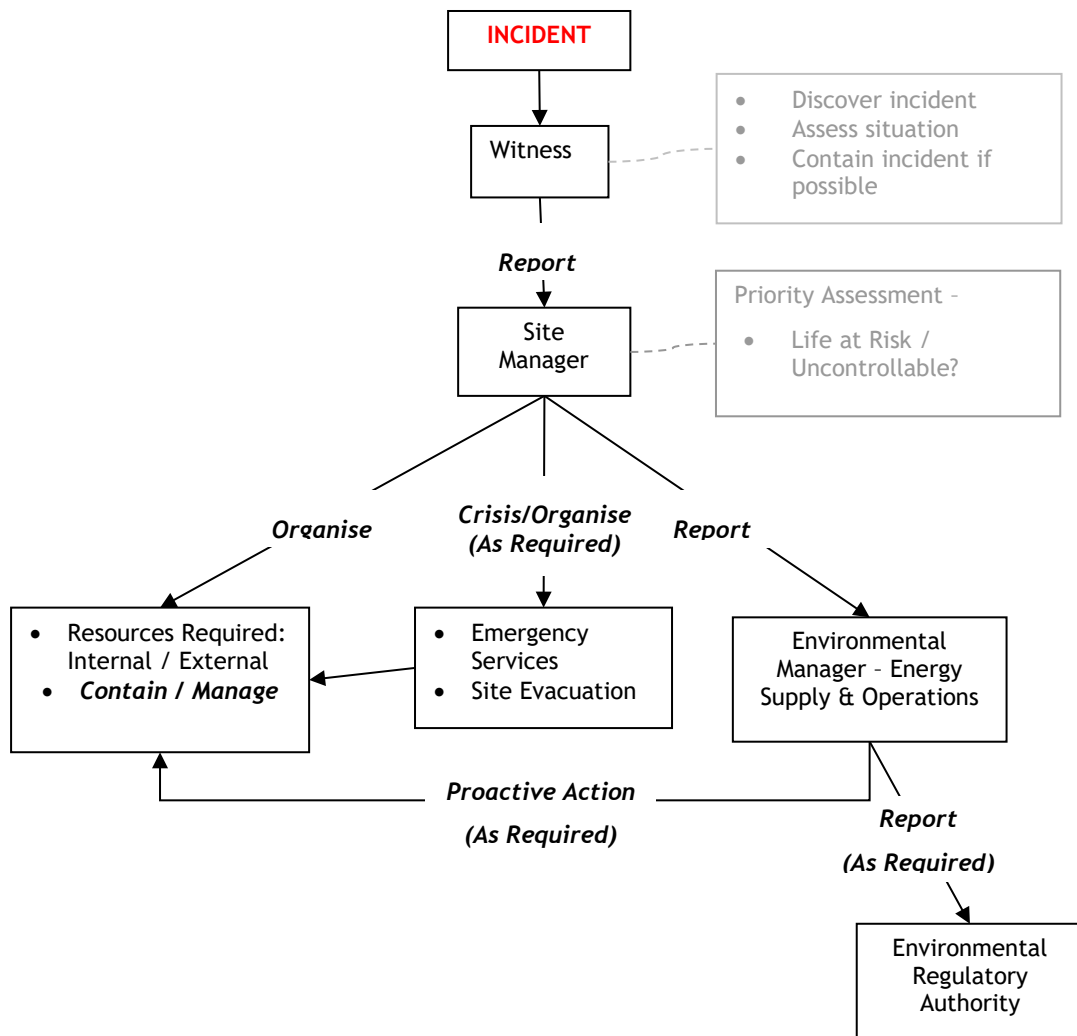 INCIDENT
Witness
• Discover incident
• Assess situation
• Contain incident if
possible
Report
Site
Manager
Priority Assessment –
• Life at Risk /
Uncontrollable?
Organise
Crisis/Organise
(As Required)
Report
• Resources Required:
Internal / External
• Contain / Manage
• Emergency
Services
• Site Evacuation
Environmental
Manager – Energy
Supply & Operations
Proactive Action
(As Required)
Report
(As Required)
Environmental
Regulatory
Authority